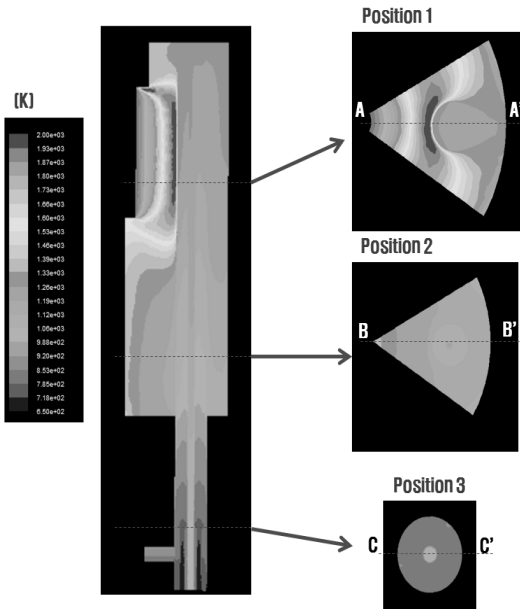 Position 1
[K]
A
A'
2.00e+03
1.93e+03
1.87e+03
1.80e+03
1.73e+03
1.66e+03
1.60e+03
1.53e+03
1.46e+03
1.39e+03
1.33e+03
1.26e+03
1.19e+03
1.12e+03
1.06e+03
9.88e+02
9.20e+02
8.53e+02
7.85e+02
7.18e+02
6.50e+02
Position 2
B
B'
Position 3
C
C'